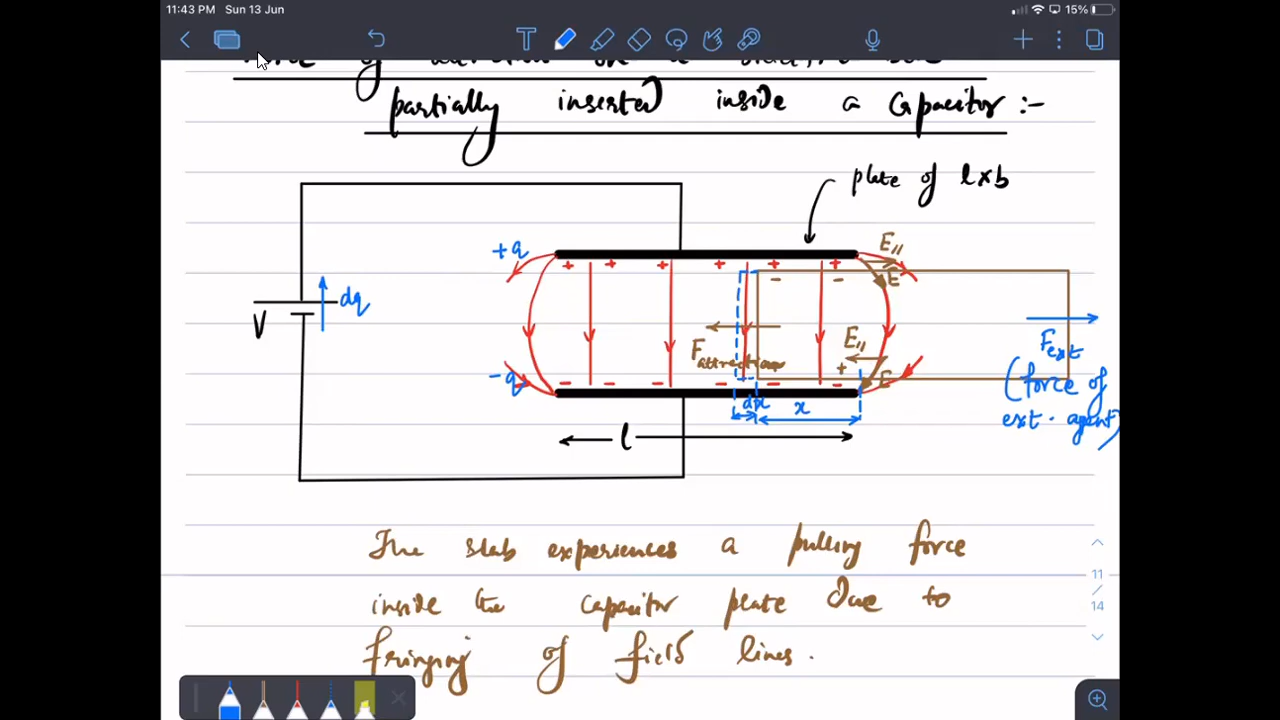 11:43 PM Sun 13 Jun
15%
T
partially inserted inside a Capacitor :-
plate of l×b
+q
E||
+ + + + + +
- -
E
dq
V
F attraction
E||
F ext
(force of
ext. agent)
+
E
-q
- - - - - -
dx
x
l
The slab experiences a pulling force
inside the capacitor plate due to
fringing of field lines.
11
/
14